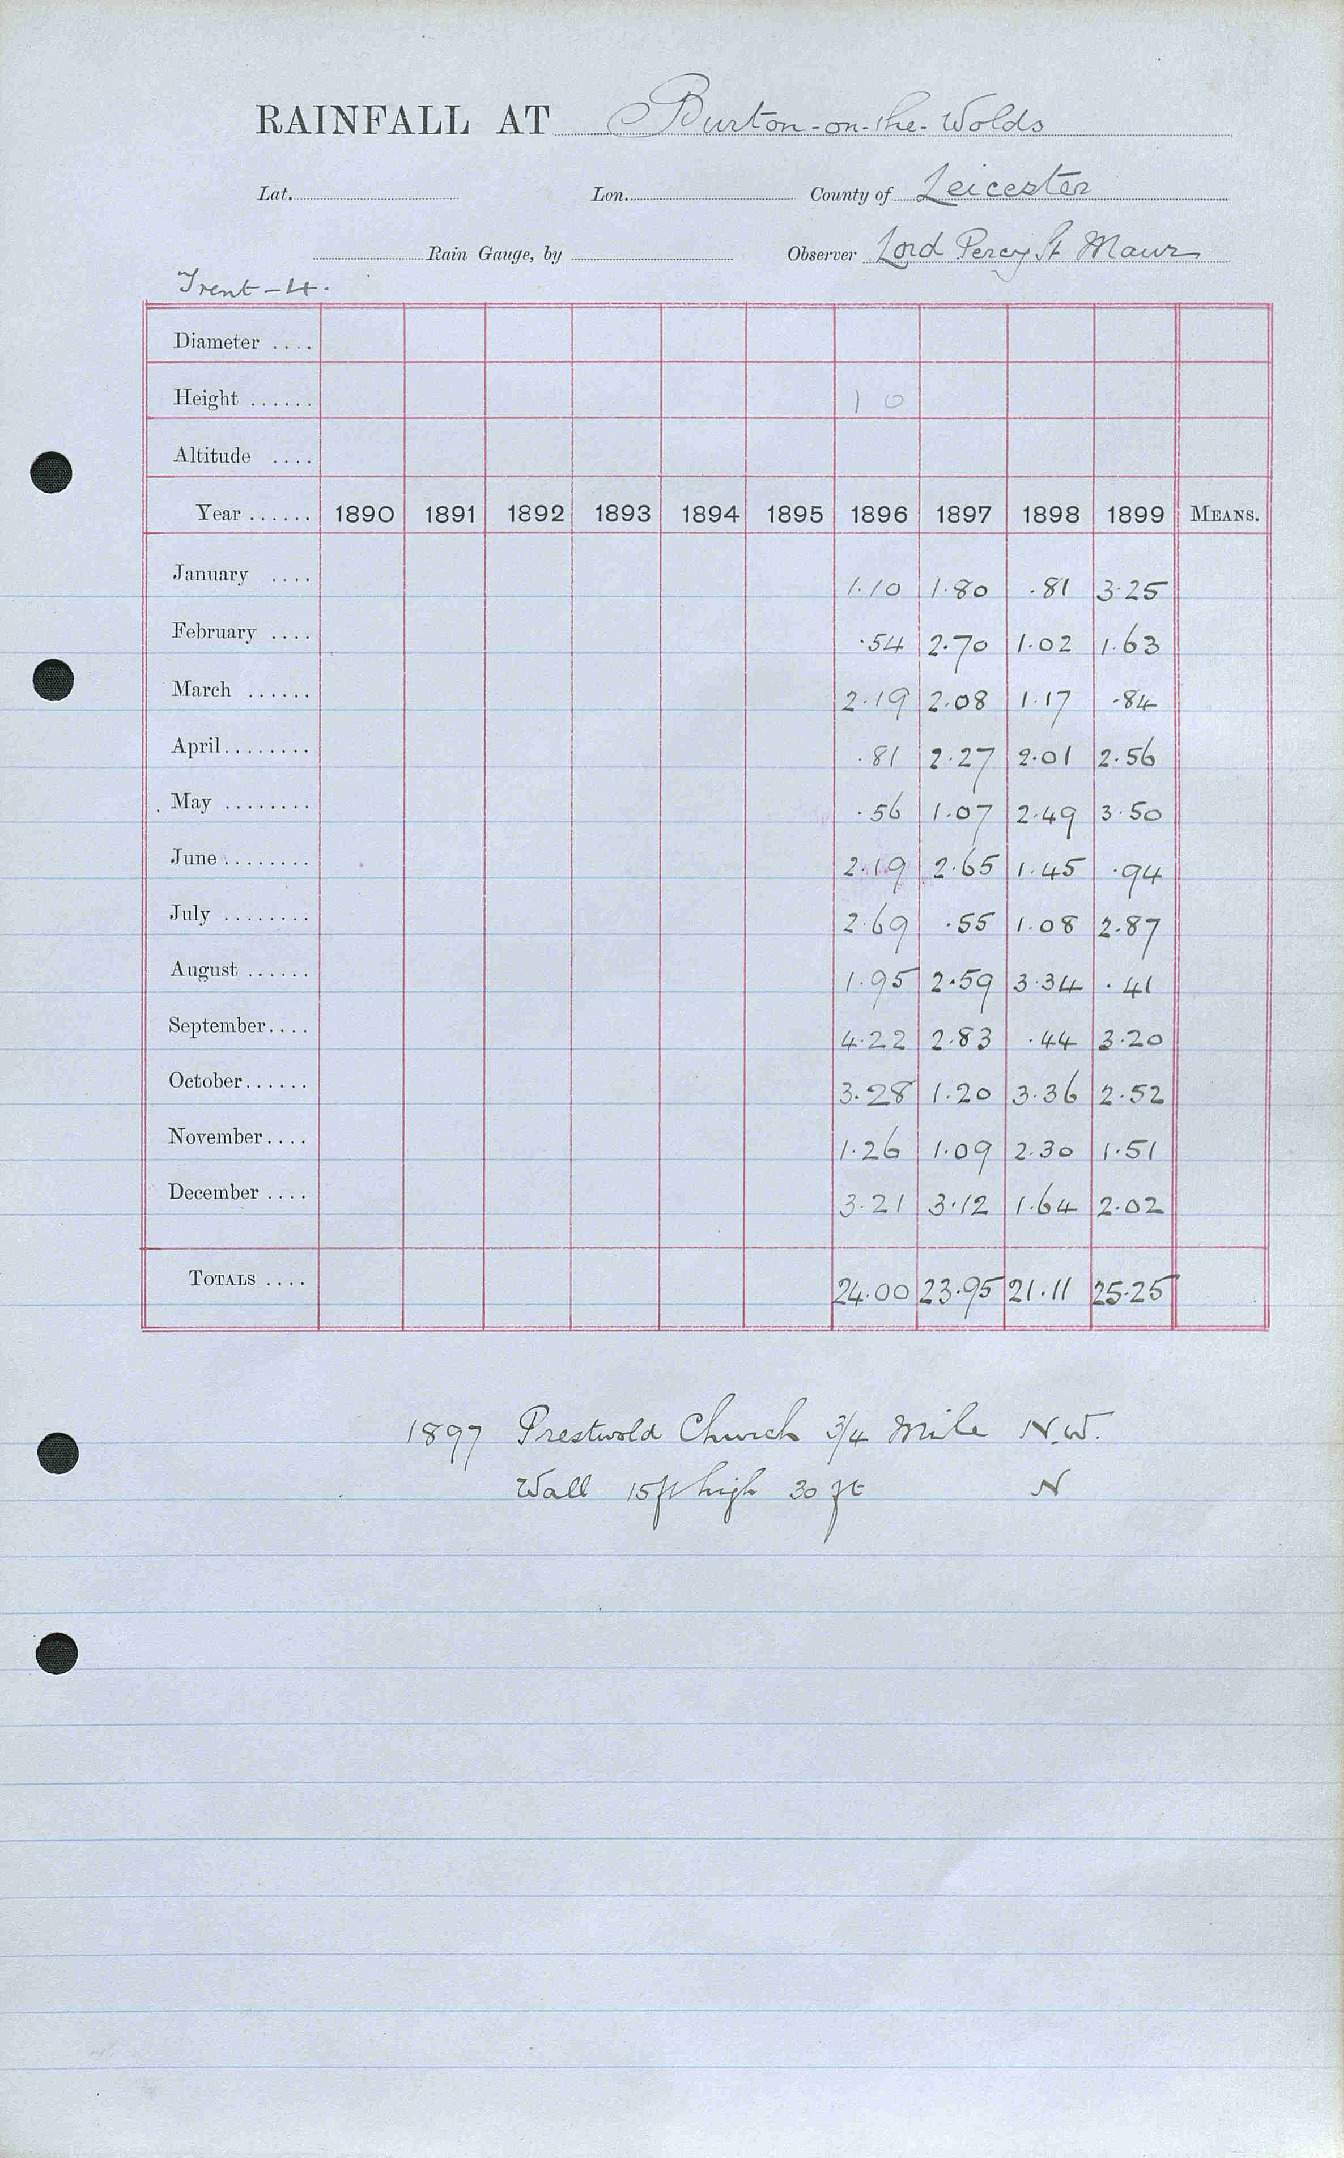 RAINFALL AT Burton-on-the-Wolds
Lat. Lon. County of Leicester
Rain Gauge, by Observer Lord Percy St Maur
Trent-4.
Diameter ....
Height ...... 1 0
Altitude ....
Year ...... 1890 1891 1892 1893 1894 1895 1896 1897 1898 1899 MEANS.
January .... 1.10 1.80 .81 3.25
February .... .54 2.70 1.02 1.63
March ...... 2.19 2.08 1.17 .84
April........ .81 2.27 2.01 2.56
May ........ .56 1.07 2.49 3.50
June ........ 2.19 2.65 1.45 .94
July ........ 2.69 .55 1.08 2.87
August ...... 1.95 2.59 3.34 .41
September.... 4.22 2.83 .44 3.20
October...... 3.28 1.20 3.36 2.52
November.... 1.26 1.09 2.30 1.51
December .... 3.21 3.12 1.64 2.02
TOTALS .... 24.00 23.95 21.11 25.25
1897 Prestwold Church 3/4 Mile N.W.
Wall 15ft high 30 ft N